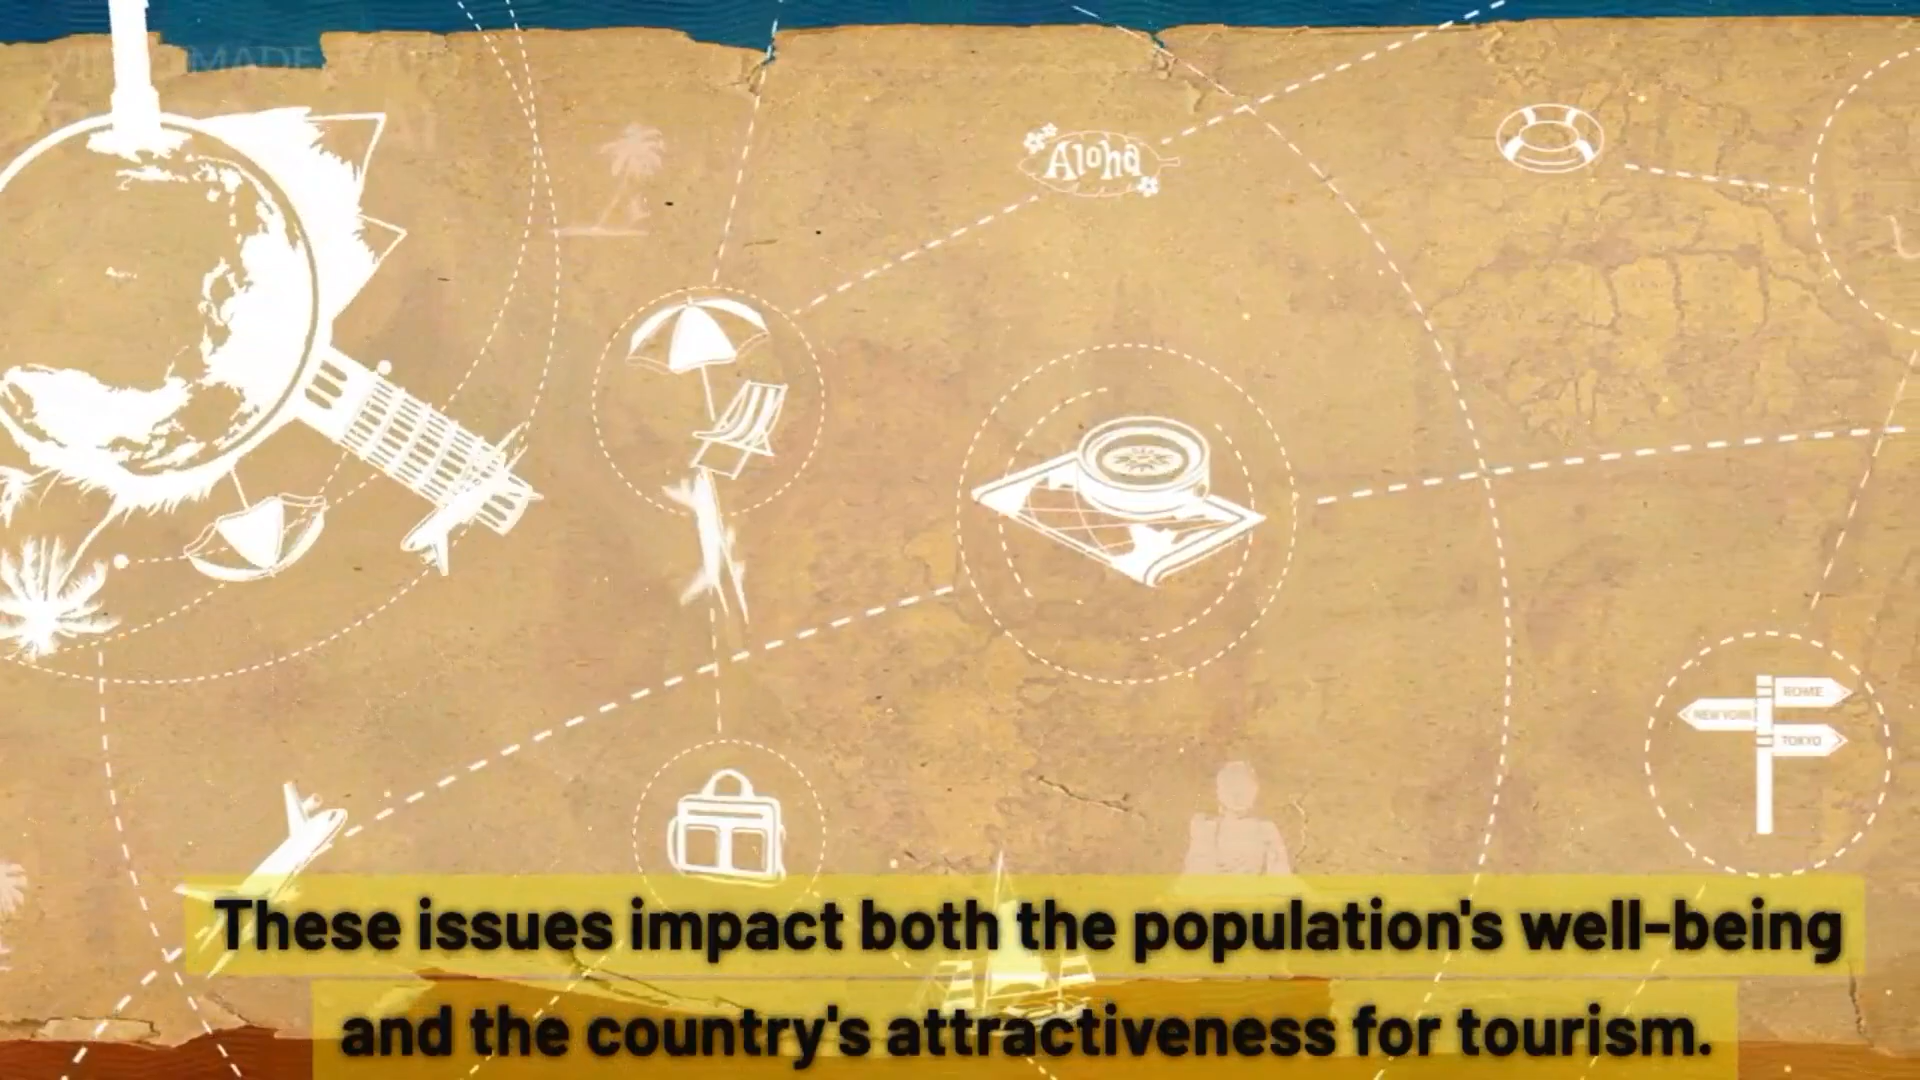 MADE
Aloha
ROME
NEW YORK
TOKYO
These issues impact both the population's well-being
and the country's attractiveness for tourism.